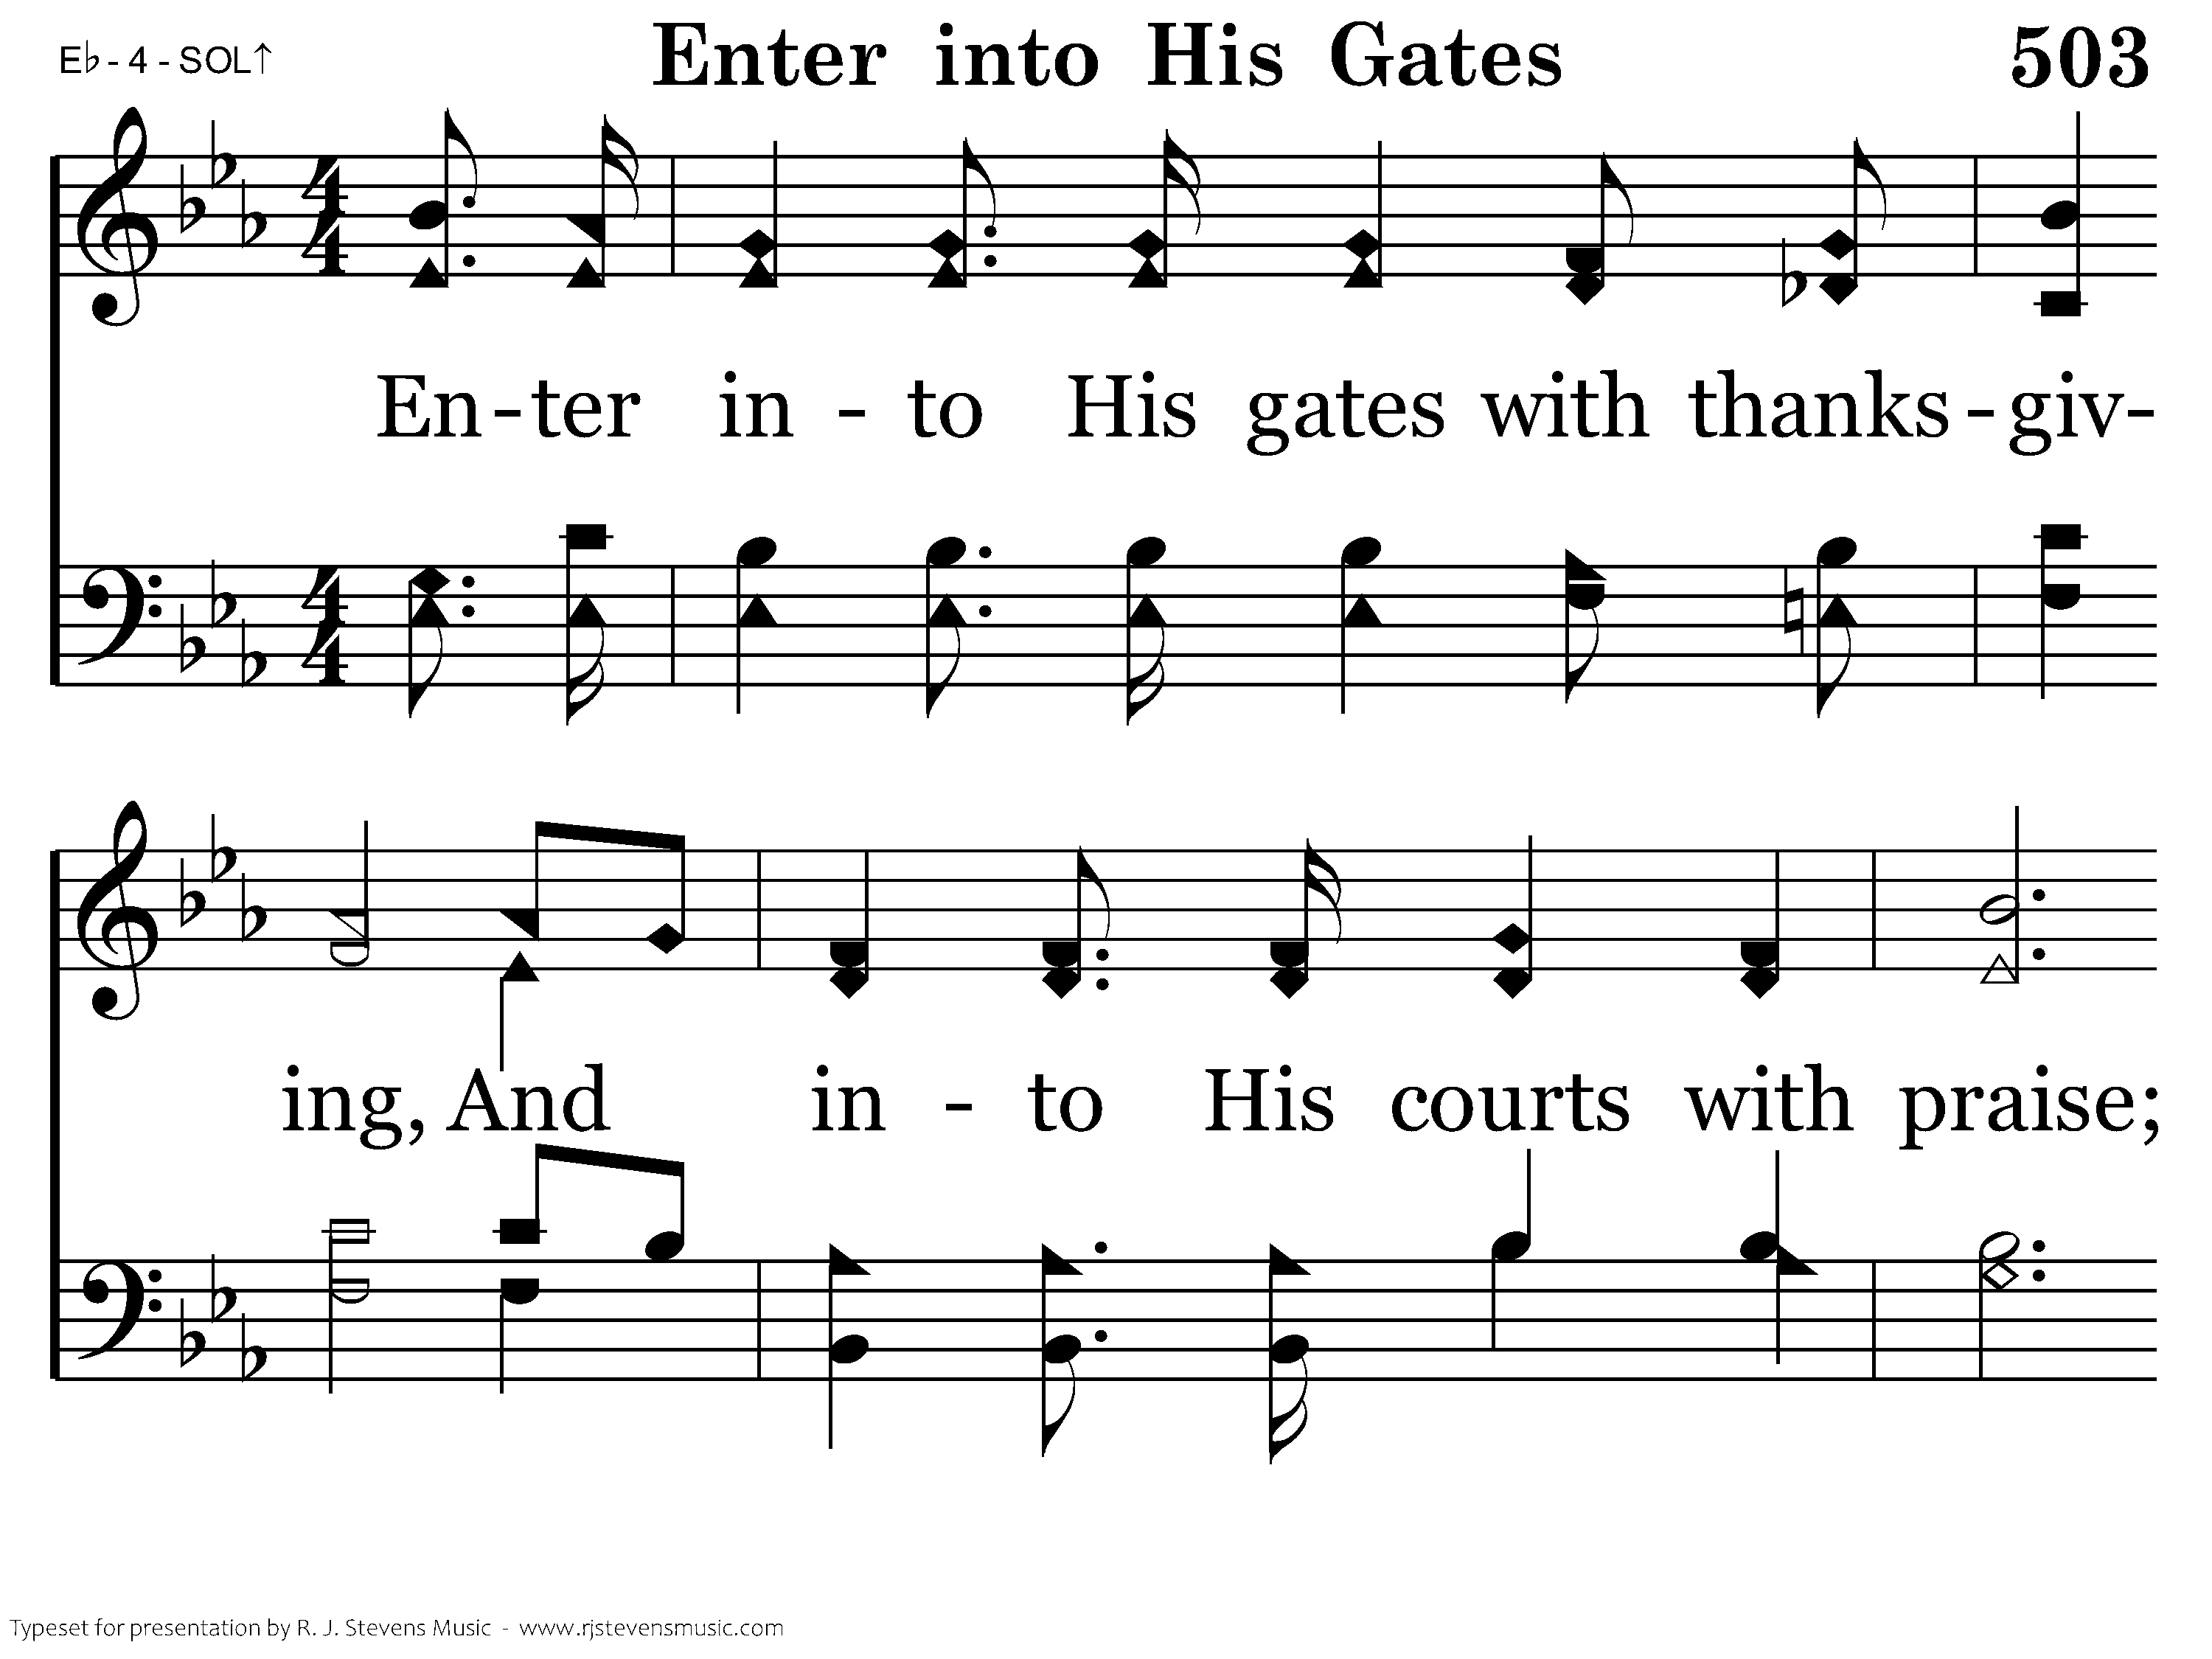 E♭ - 4 - SOL↑ Enter into His Gates 503
En - ter in - to His gates with thanks - giv-
ing, And in - to His courts with praise;
Typeset for presentation by R. J. Stevens Music - www.rjstevensmusic.com